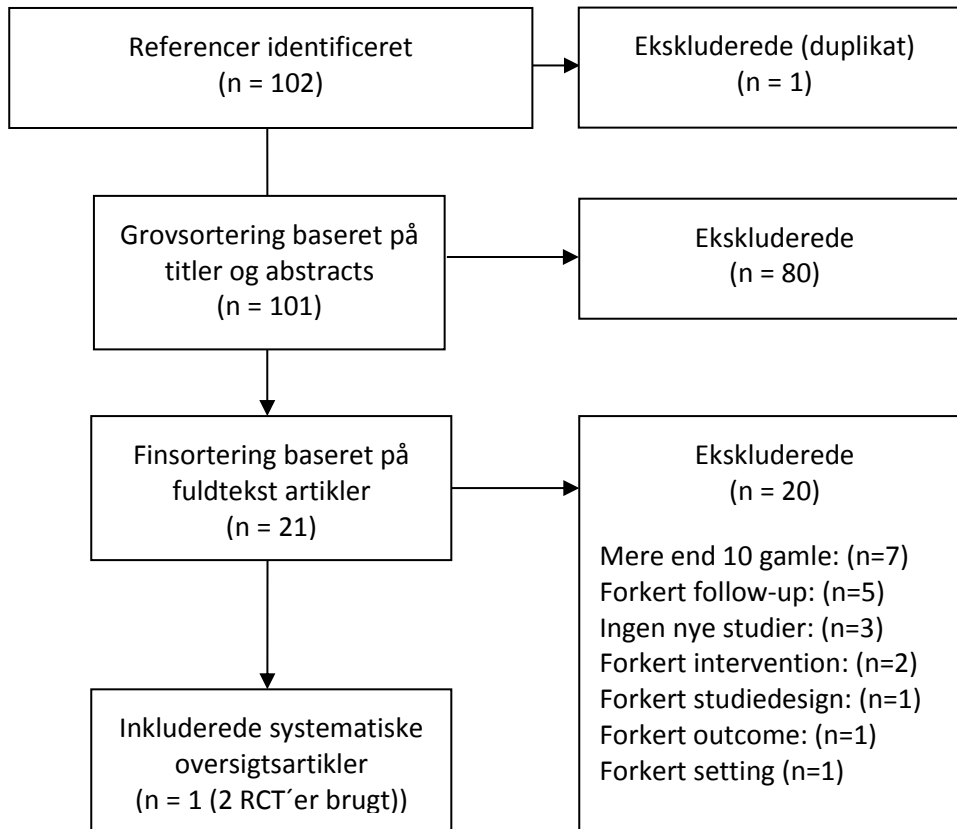 Referencer identificeret
(n = 102)
Ekskluderede (duplikat)
(n = 1)
Grovsortering baseret på
titler og abstracts
(n = 101)
Ekskluderede
(n = 80)
Finsortering baseret på
fuldtekst artikler
(n = 21)
Ekskluderede
(n = 20)
Mere end 10 gamle: (n=7)
Forkert follow-up: (n=5)
Ingen nye studier: (n=3)
Forkert intervention: (n=2)
Forkert studiedesign: (n=1)
Forkert outcome: (n=1)
Forkert setting (n=1)
Inkluderede systematiske
oversigtsartikler
(n = 1 (2 RCT´er brugt))